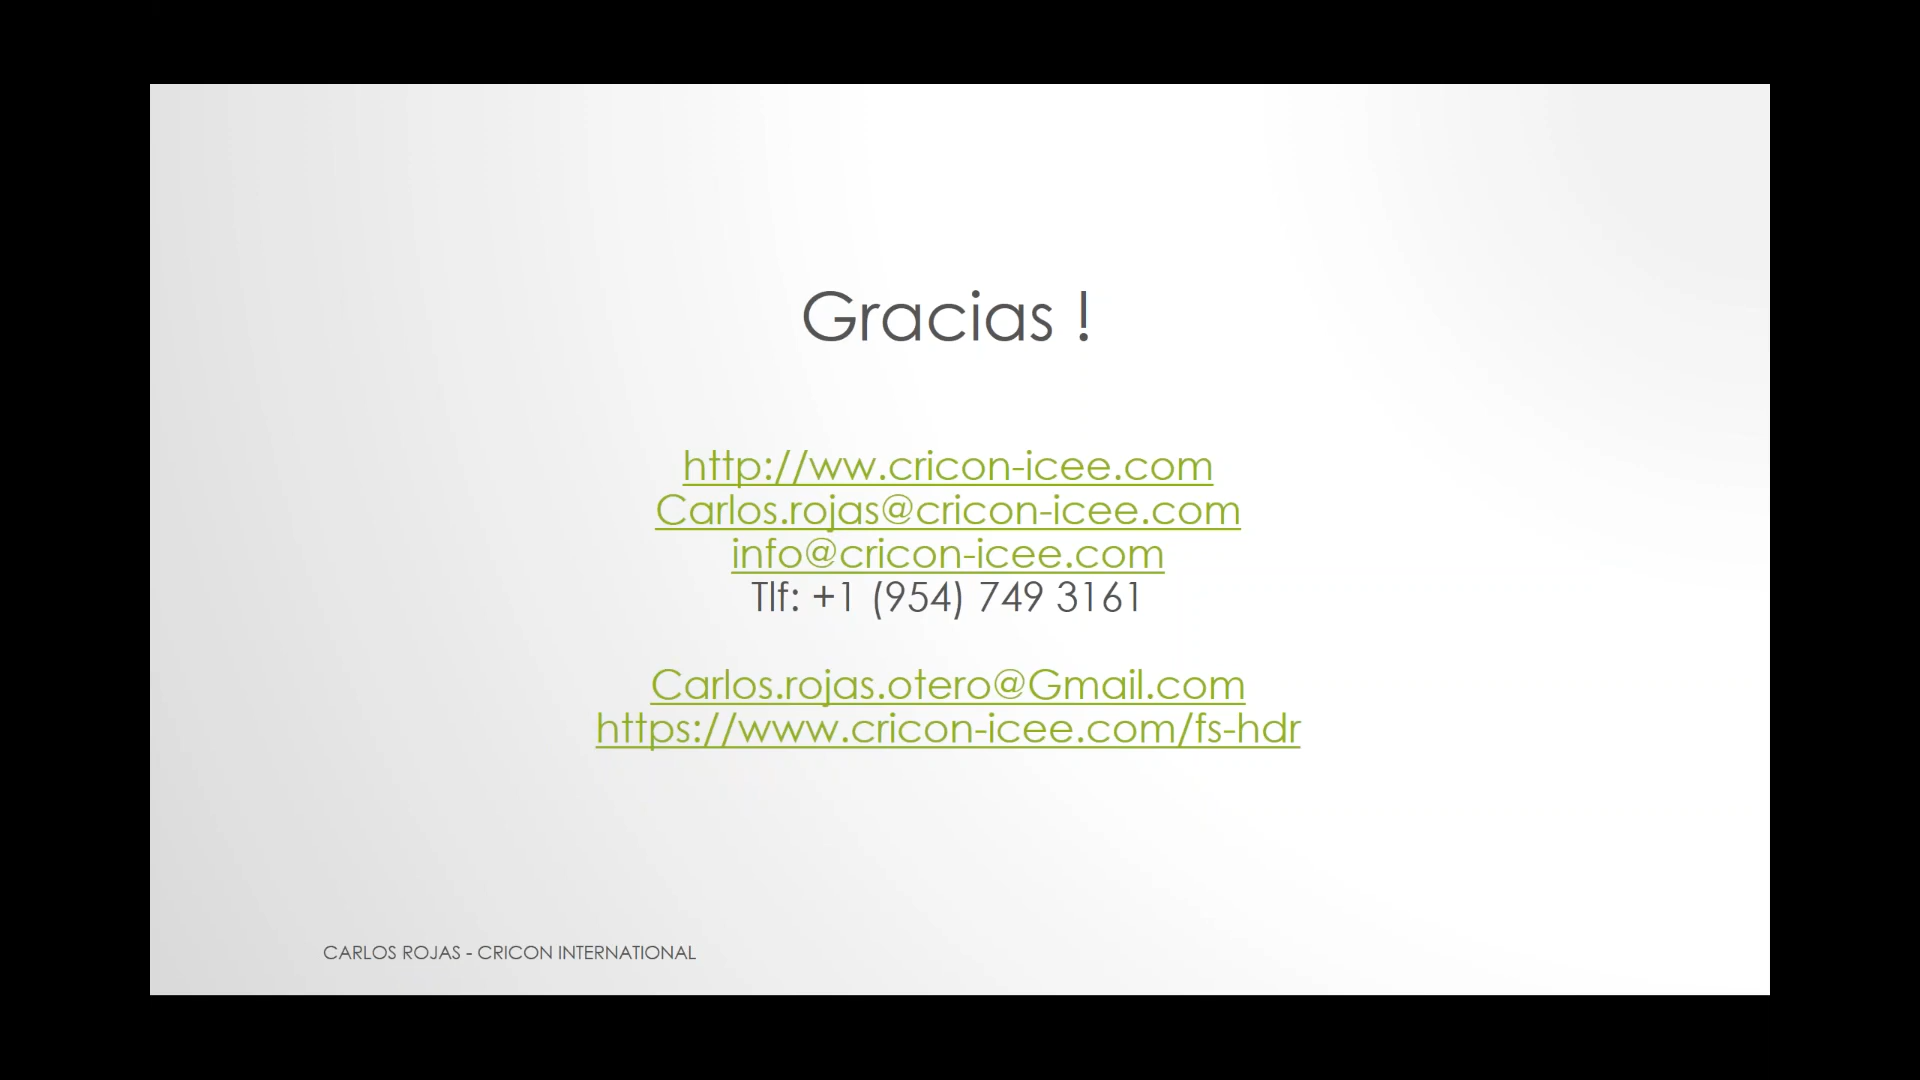 Gracias !
http://ww.cricon-icee.com
Carlos.rojas@cricon-icee.com
info@cricon-icee.com
Tlf: +1 (954) 749 3161
Carlos.rojas.otero@Gmail.com
https://www.cricon-icee.com/fs-hdr
CARLOS ROJAS - CRICON INTERNATIONAL